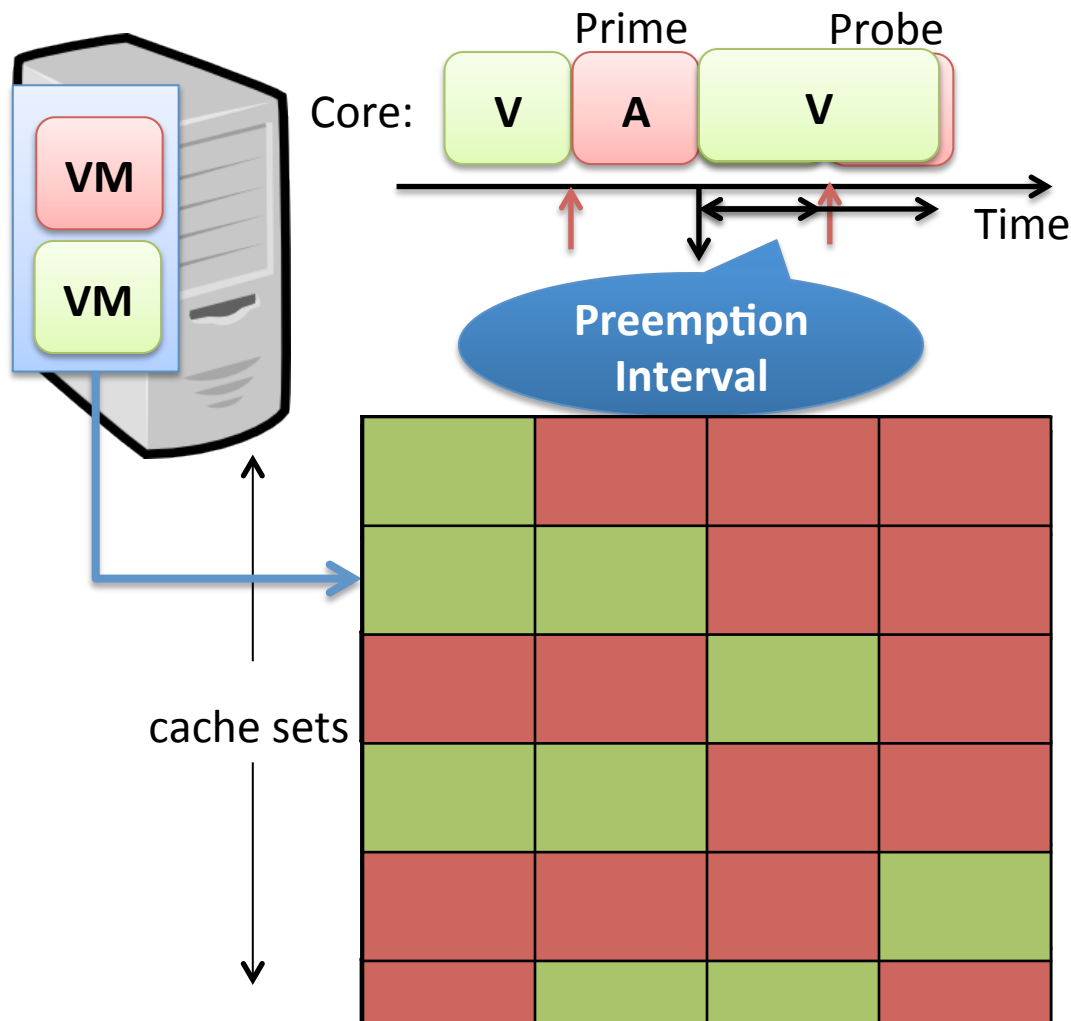 Prime
Probe
Core:
V
A
V
Time
VM
VM
Preemption
Interval
cache sets